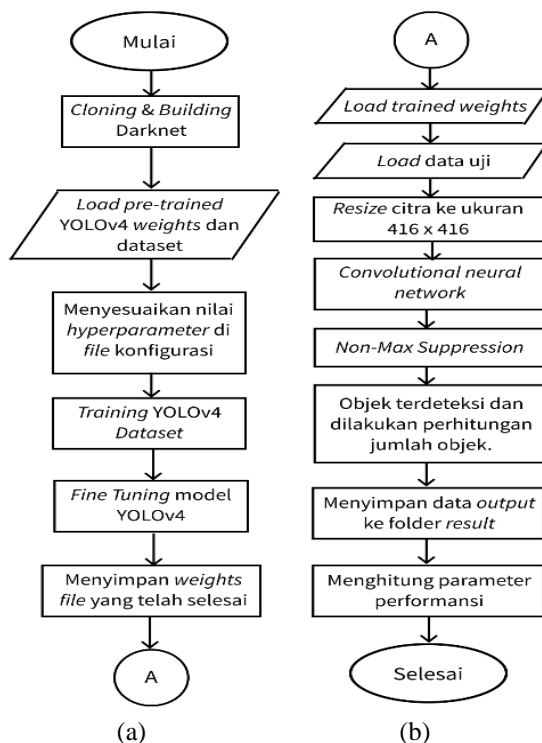 Mulai
Cloning & Building
Darknet
Load pre-trained
YOLOv4 weights dan
dataset
Menyesuaikan nilai
hyperparameter di
file konfigurasi
Training YOLOv4
Dataset
Fine Tuning model
YOLOv4
Menyimpan weights
file yang telah selesai
A
(a)
A
Load trained weights
Load data uji
Resize citra ke ukuran
416 x 416
Convolutional neural
network
Non-Max Suppression
Objek terdeteksi dan
dilakukan perhitungan
jumlah objek.
Menyimpan data output
ke folder result
Menghitung parameter
performansi
Selesai
(b)